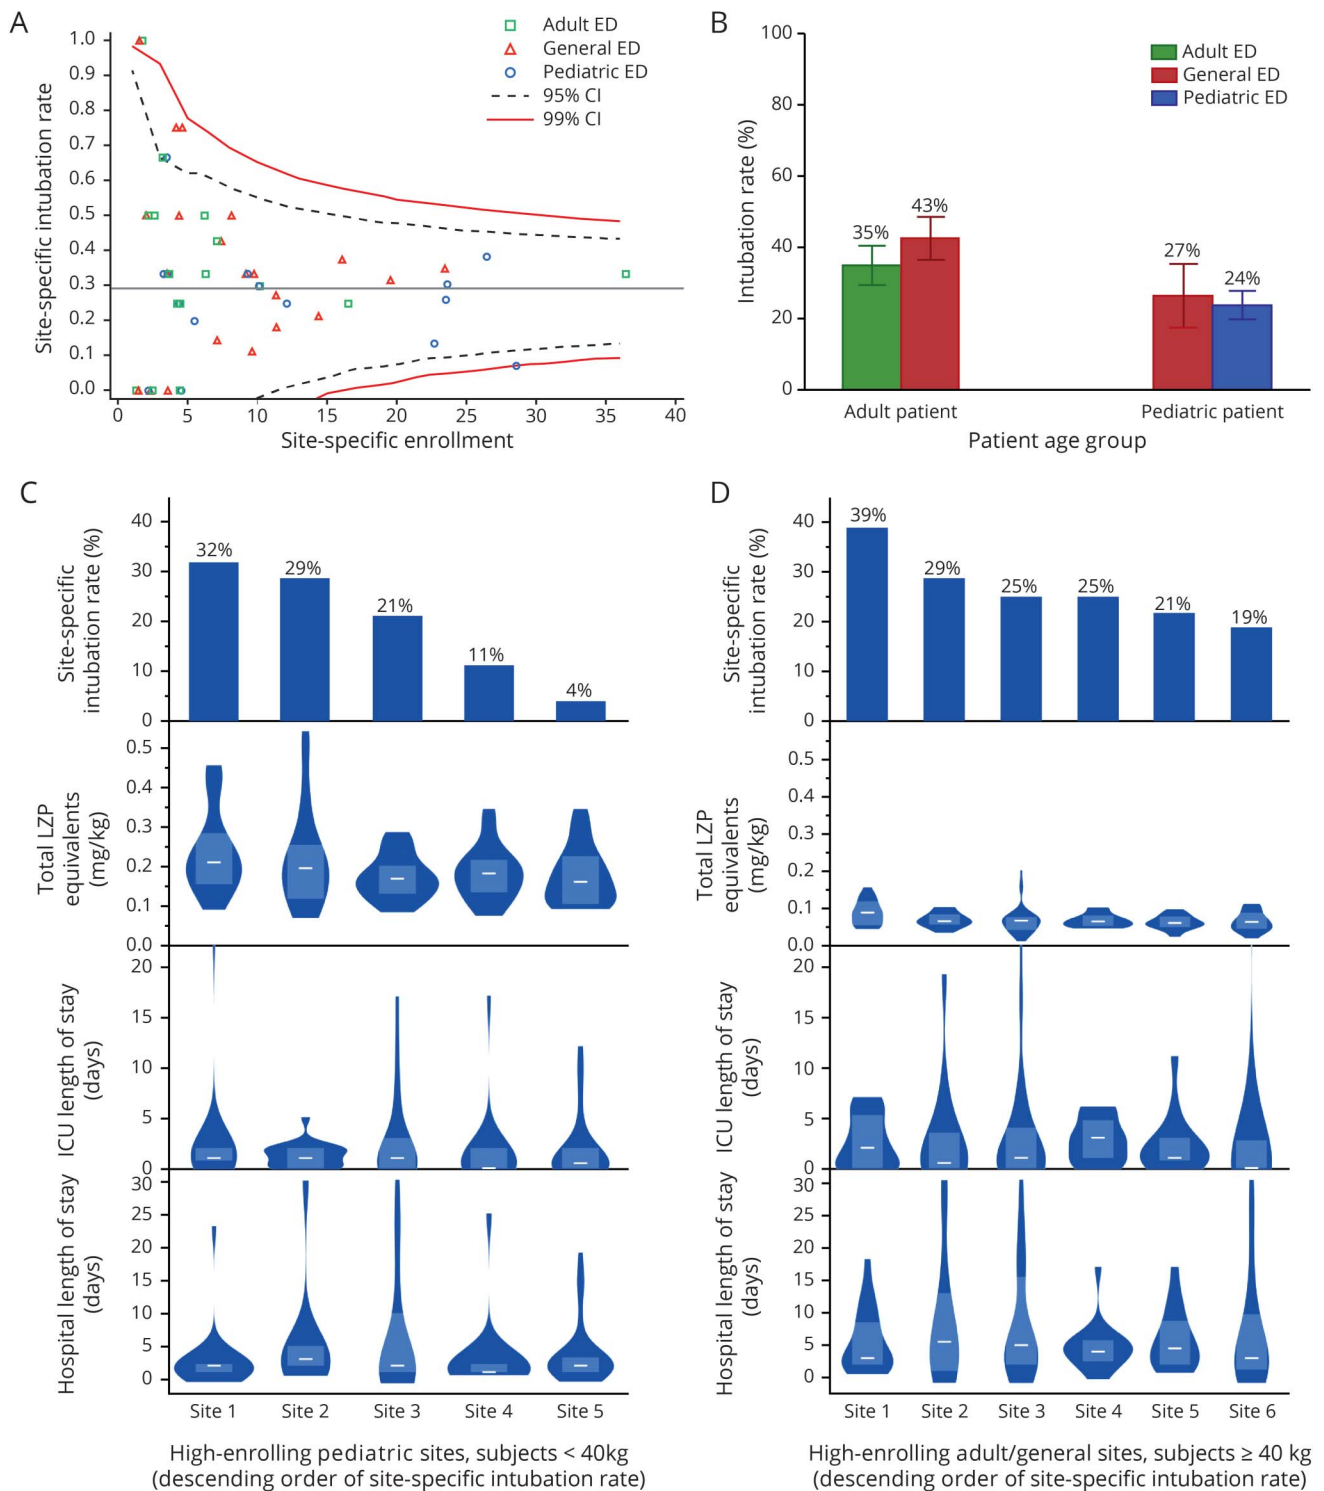 A
Adult ED
General ED
Pediatric ED
95% CI
99% CI
1.0
0.9
0.8
0.7
0.6
0.5
0.4
0.3
0.2
0.1
0.0
Site-specific intubation rate
0
5
10
15
20
25
30
35
40
Site-specific enrollment
B
Adult ED
General ED
Pediatric ED
100
80
60
40
20
0
Intubation rate (%)
35%
43%
27%
24%
Adult patient
Pediatric patient
Patient age group
C
Site-specific
intubation rate (%)
40
30
20
10
0
32%
29%
21%
11%
4%
Total LZP
equivalents
(mg/kg)
0.5
0.4
0.3
0.2
0.1
0.0
ICU length of stay
(days)
20
15
10
5
0
Hospital length of stay
(days)
30
25
20
15
10
5
0
Site 1
Site 2
Site 3
Site 4
Site 5
High-enrolling pediatric sites, subjects < 40kg
(descending order of site-specific intubation rate)
D
Site-specific
intubation rate (%)
40
30
20
10
0
39%
29%
25%
25%
21%
19%
Total LZP
equivalents
(mg/kg)
0.5
0.4
0.3
0.2
0.1
0.0
ICU length of stay
(days)
20
15
10
5
0
Hospital length of stay
(days)
30
25
20
15
10
5
0
Site 1
Site 2
Site 3
Site 4
Site 5
Site 6
High-enrolling adult/general sites, subjects ≥ 40 kg
(descending order of site-specific intubation rate)